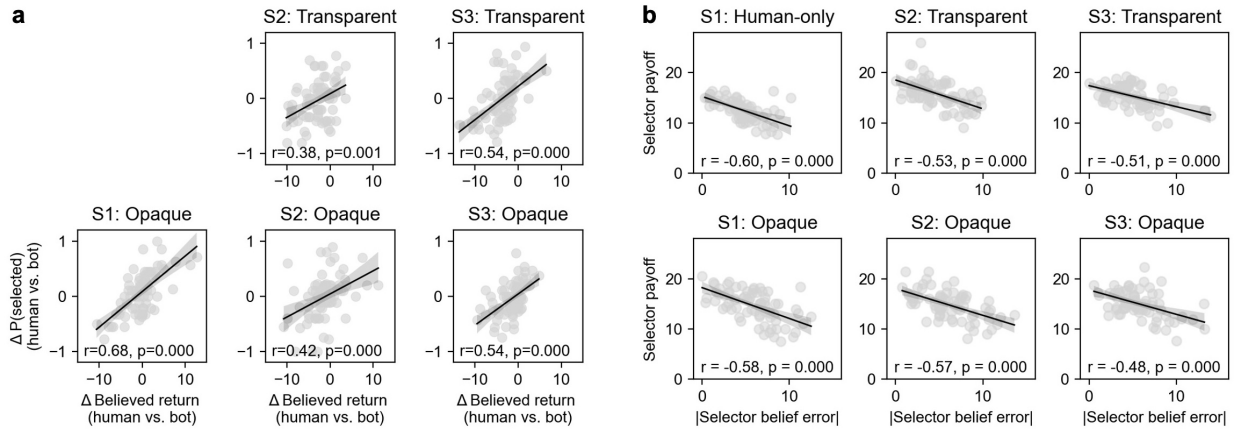 a
S2: Transparent
S3: Transparent
1
0
−1
r=0.38, p=0.001
−10 0 10
1
0
−1
r=0.54, p=0.000
−10 0 10
S1: Opaque
S2: Opaque
S3: Opaque
Δ P(selected)
(human vs. bot)
1
0
−1
r=0.68, p=0.000
−10 0 10
Δ Believed return
(human vs. bot)
1
0
−1
r=0.42, p=0.000
−10 0 10
Δ Believed return
(human vs. bot)
1
0
−1
r=0.54, p=0.000
−10 0 10
Δ Believed return
(human vs. bot)
b
S1: Human-only
S2: Transparent
S3: Transparent
Selector payoff
20
10
0
r = -0.60, p = 0.000
0 10
20
10
0
r = -0.53, p = 0.000
0 10
20
10
0
r = -0.51, p = 0.000
0 10
S1: Opaque
S2: Opaque
S3: Opaque
Selector payoff
20
10
0
r = -0.58, p = 0.000
0 10
|Selector belief error|
20
10
0
r = -0.57, p = 0.000
0 10
|Selector belief error|
20
10
0
r = -0.48, p = 0.000
0 10
|Selector belief error|